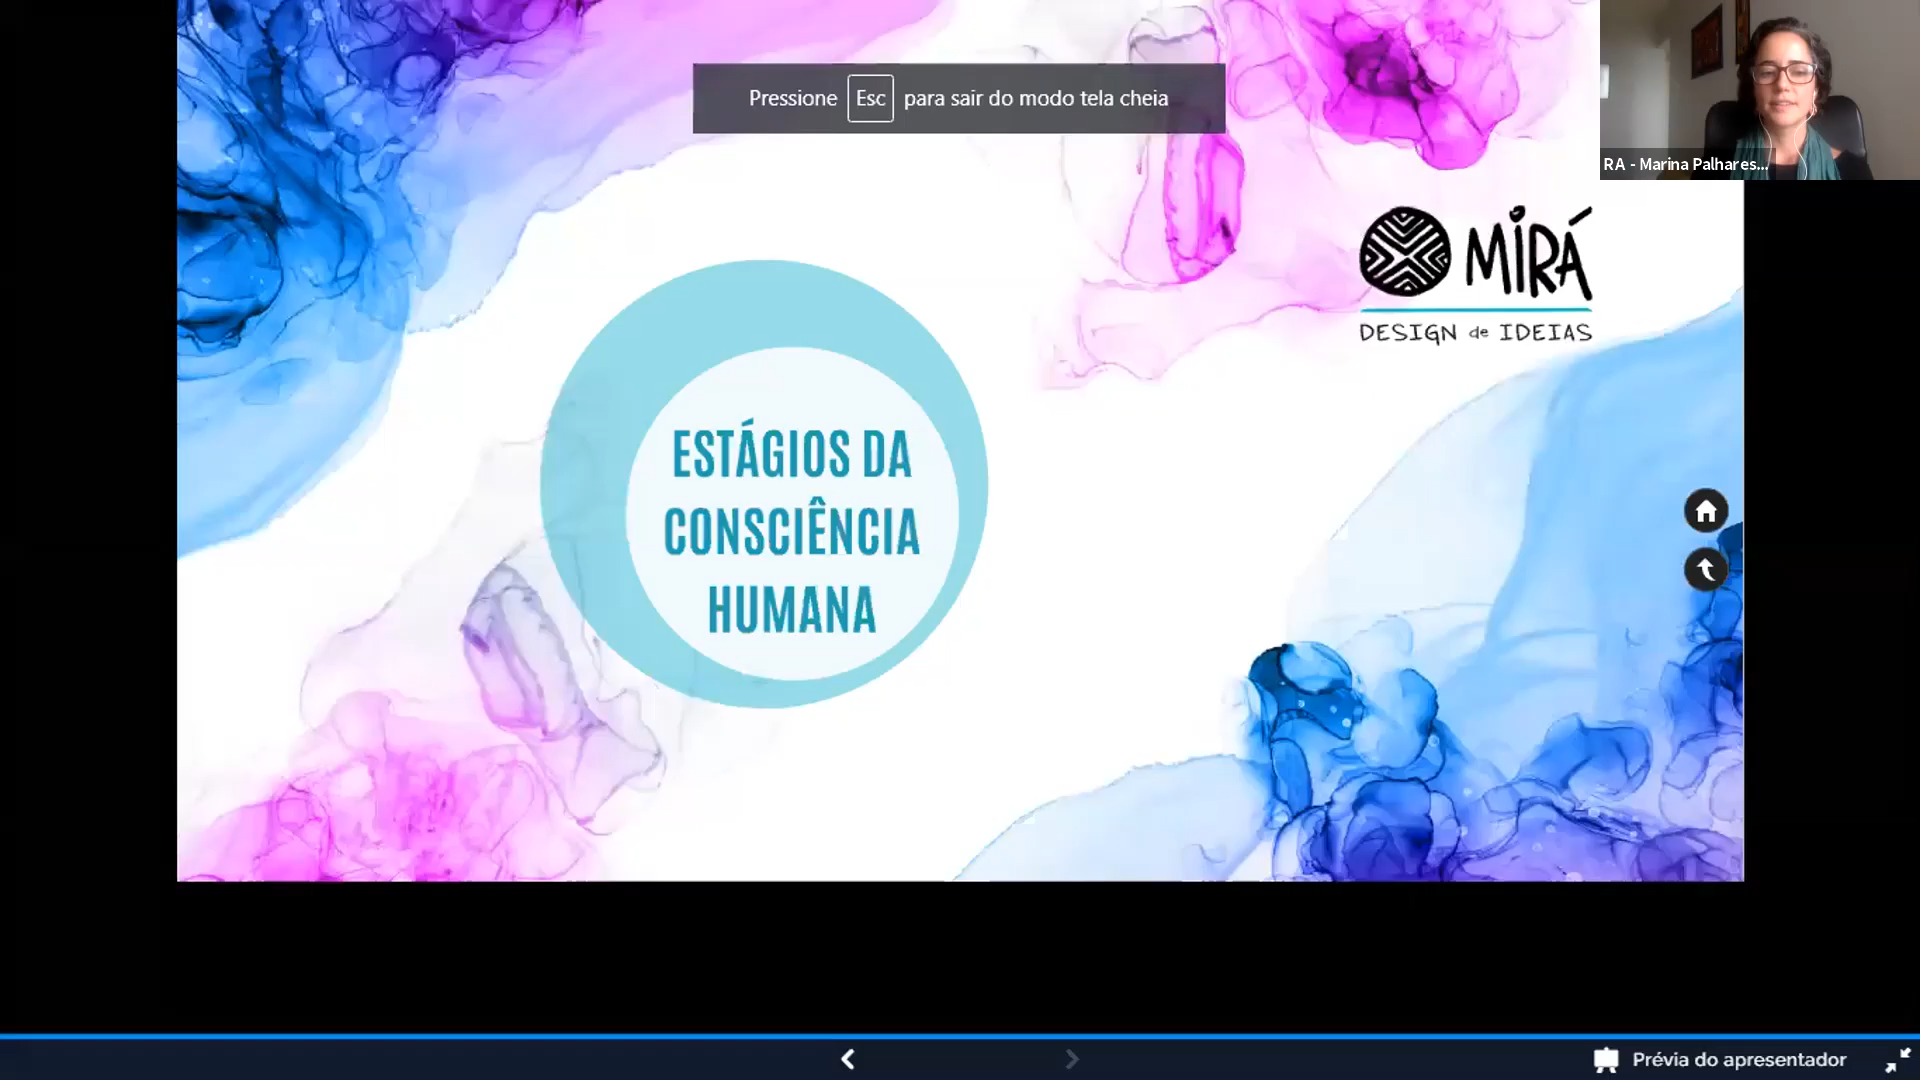 Pressione Esc para sair do modo tela cheia
RA - Marina Palhares...
MIRÁ
DESIGN de IDEIAS
ESTÁGIOS DA
CONSCIÊNCIA
HUMANA
Prévia do apresentador